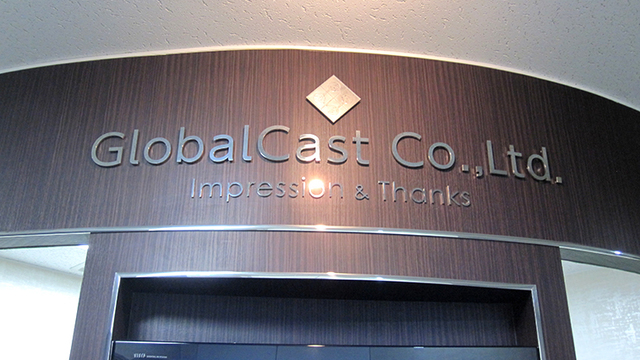 GlobalCast Co.,Ltd.
Impression & Thanks